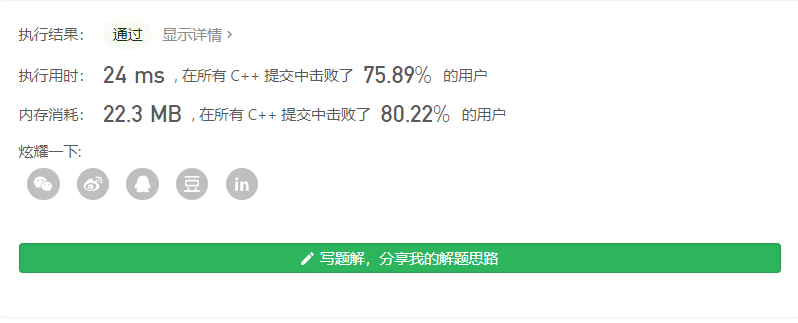 执行结果： 通过 显示详情 ›
执行用时： 24 ms , 在所有 C++ 提交中击败了 75.89% 的用户
内存消耗： 22.3 MB , 在所有 C++ 提交中击败了 80.22% 的用户
炫耀一下:
豆 in
写题解，分享我的解题思路